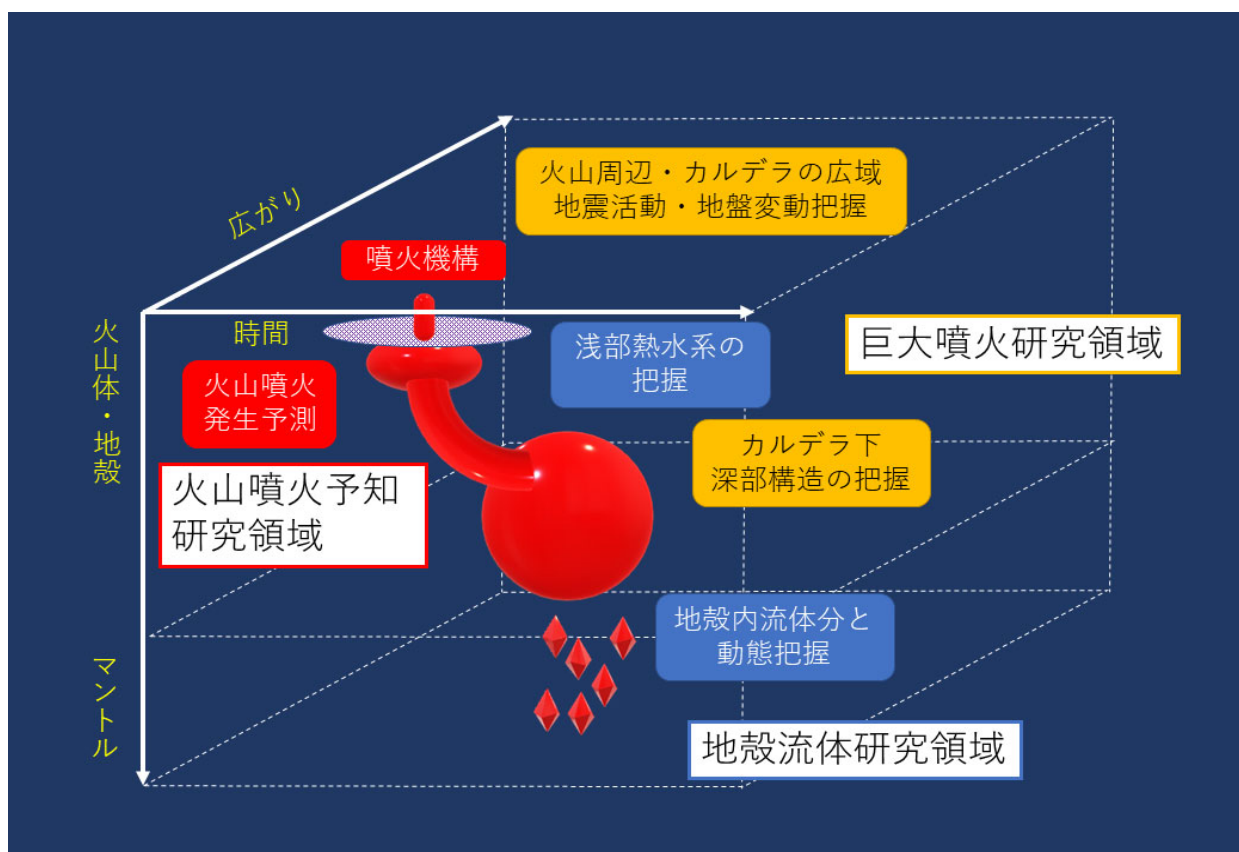 広がり
火山周辺・カルデラの広域
地震活動・地盤変動把握
噴火機構
時間
火山体・地殻
浅部熱水系の
把握
巨大噴火研究領域
火山噴火
発生予測
カルデラ下
深部構造の把握
火山噴火予知
研究領域
地殻内流体分と
動態把握
マントル
地殻流体研究領域